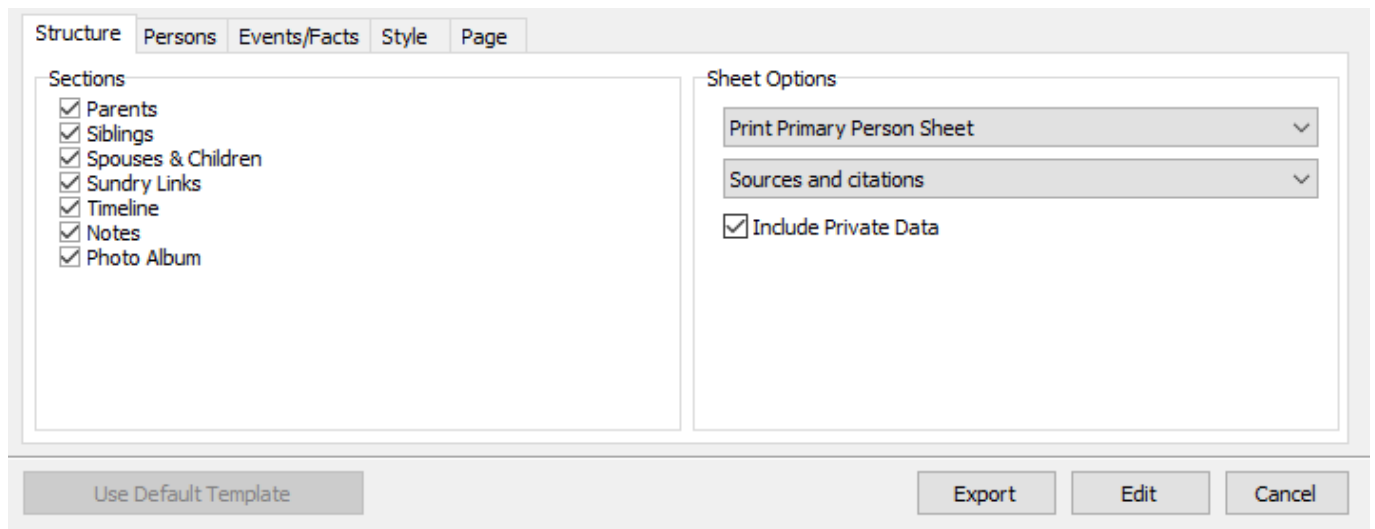 Structure Persons Events/Facts Style Page
Sections
Parents
Siblings
Spouses & Children
Sundry Links
Timeline
Notes
Photo Album
Sheet Options
Print Primary Person Sheet
Sources and citations
Include Private Data
Use Default Template Export Edit Cancel